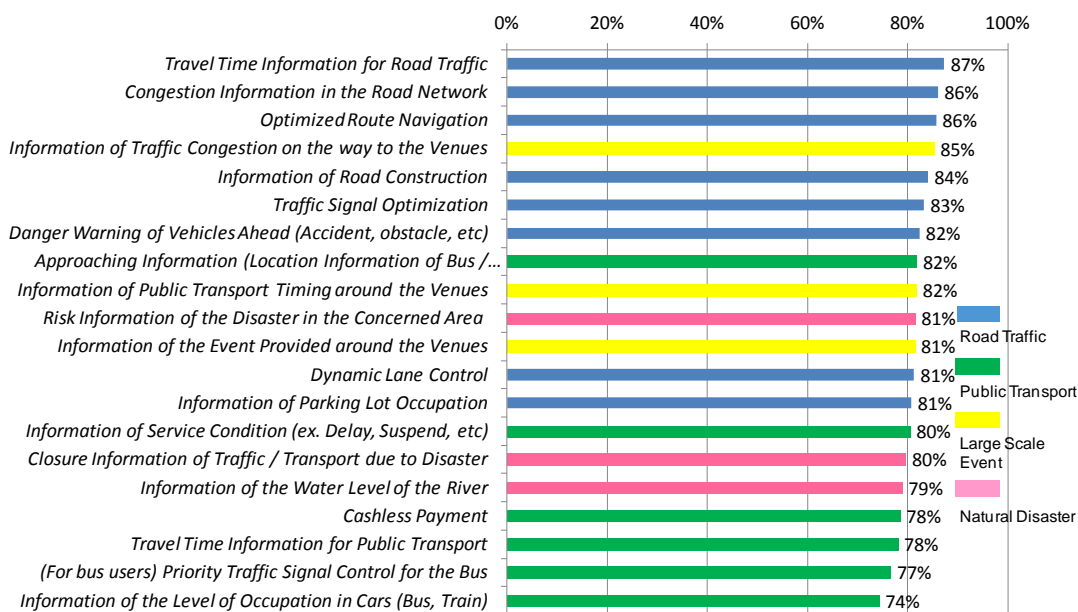 0% 20% 40% 60% 80% 100%
Travel Time Information for Road Traffic 87%
Congestion Information in the Road Network 86%
Optimized Route Navigation 86%
Information of Traffic Congestion on the way to the Venues 85%
Information of Road Construction 84%
Traffic Signal Optimization 83%
Danger Warning of Vehicles Ahead (Accident, obstacle, etc) 82%
Approaching Information (Location Information of Bus /... 82%
Information of Public Transport Timing around the Venues 82%
Risk Information of the Disaster in the Concerned Area 81%
Information of the Event Provided around the Venues 81%
Dynamic Lane Control 81%
Information of Parking Lot Occupation 81%
Information of Service Condition (ex. Delay, Suspend, etc) 80%
Closure Information of Traffic / Transport due to Disaster 80%
Information of the Water Level of the River 79%
Cashless Payment 78%
Travel Time Information for Public Transport 78%
(For bus users) Priority Traffic Signal Control for the Bus 77%
Information of the Level of Occupation in Cars (Bus, Train) 74%
Road Traffic
Public Transport
Large Scale
Event
Natural Disaster